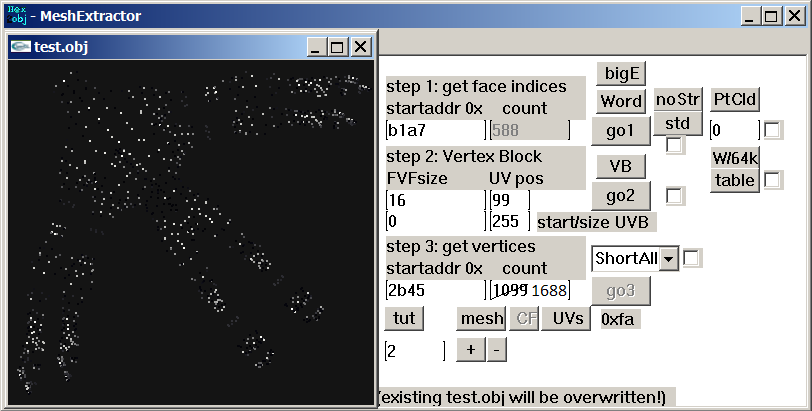 Hex
obj - MeshExtractor
test.obj
bigE
step 1: get face indices
startaddr 0x count
Word noStr PtCld
b1a7 588 go1 std 0
step 2: Vertex Block
FVFsize UV pos
VB W/64k
table
16 99 go2
0 255 start/size UVB
step 3: get vertices
startaddr 0x count
ShortAll
2b45 1099 1688 go3
tut mesh CF UVs 0xfa
2 + -
(existing test.obj will be overwritten!)